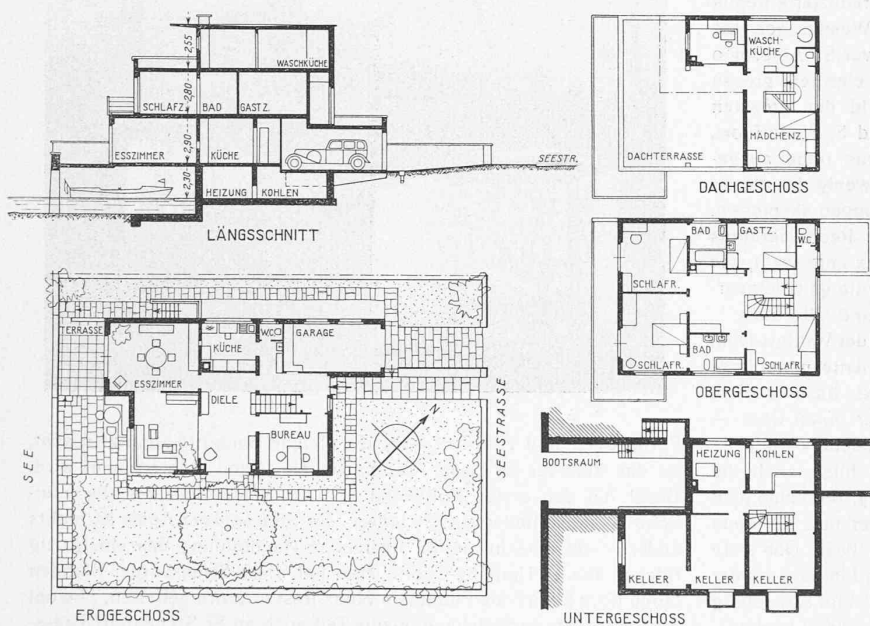 2,55
WASCHKÜCHE
2,80
SCHLAFZ. BAD GASTZ.
2,90
ESSZIMMER KÜCHE
SEESTR.
2,30
HEIZUNG KOHLEN
LÄNGSSCHNITT
WASCH-
KÜCHE
MÄDCHENZ.
DACHTERRASSE
DACHGESCHOSS
BAD GASTZ. W.C.
SCHLAFR.
BAD
SCHLAFR. SCHLAFR.
OBERGESCHOSS
TERRASSE
KÜCHE WC GARAGE
ESSZIMMER
DIELE
BUREAU
N
SEE
SEESTRASSE
ERDGESCHOSS
HEIZUNG KOHLEN
BOOTSRAUM
KELLER KELLER KELLER
UNTERGESCHOSS